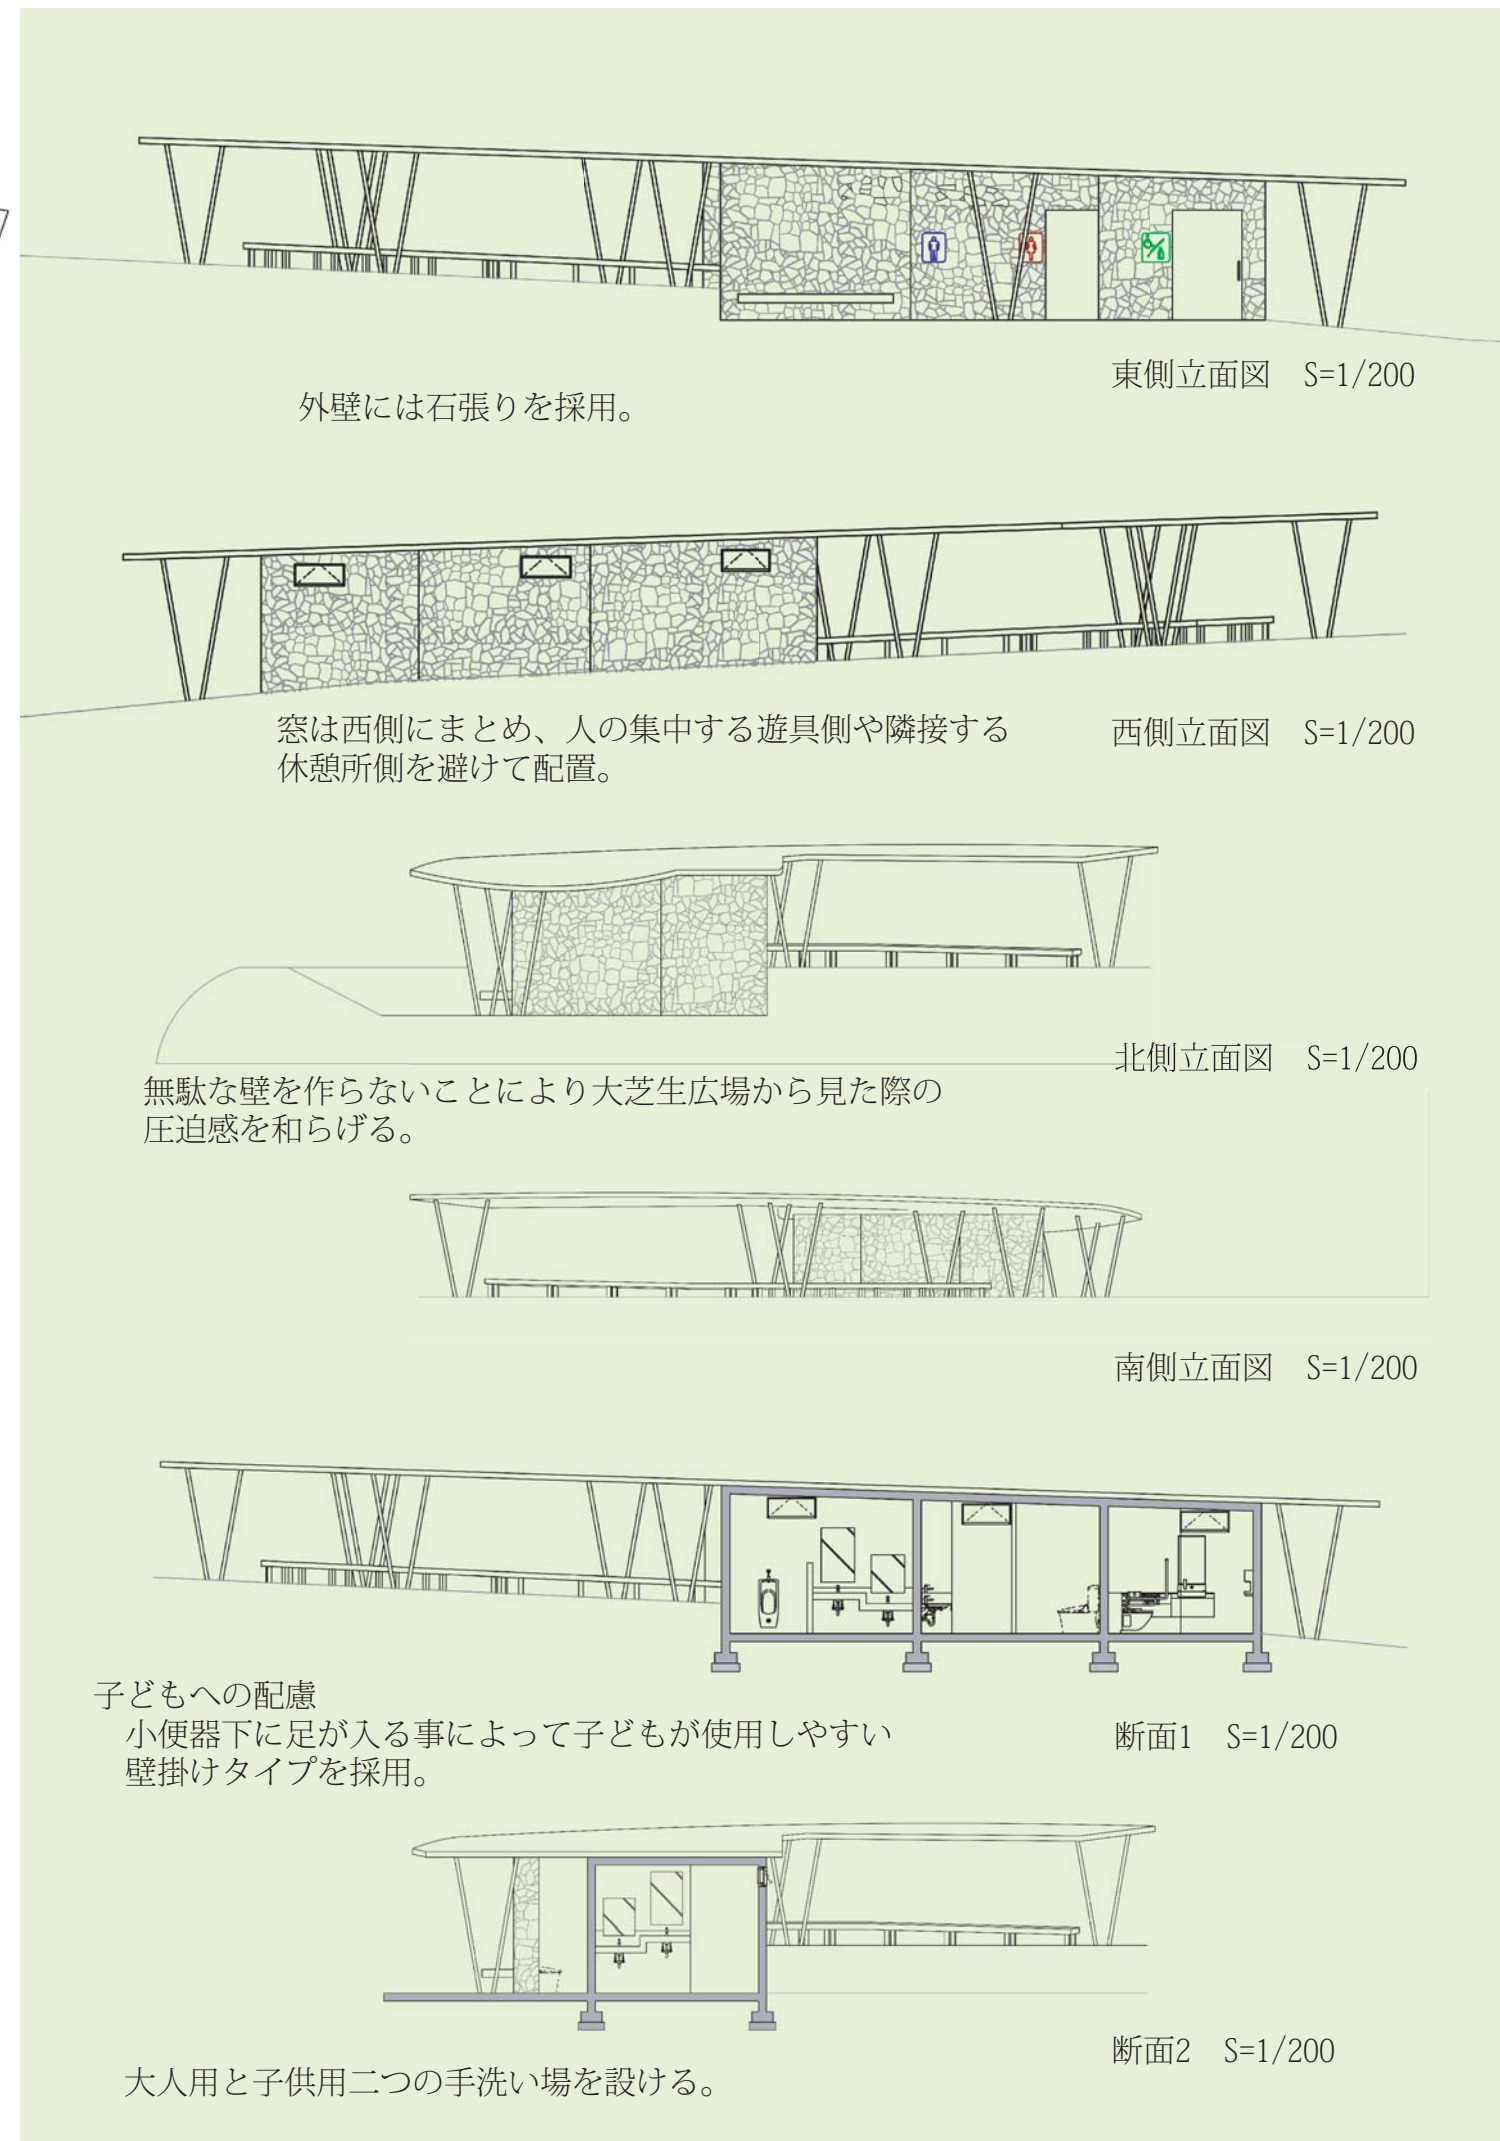 東側立面図　S=1/200
外壁には石張りを採用。
窓は西側にまとめ、人の集中する遊具側や隣接する
休憩所側を避けて配置。
西側立面図　S=1/200
北側立面図　S=1/200
無駄な壁を作らないことにより大芝生広場から見た際の
圧迫感を和らげる。
南側立面図　S=1/200
子どもへの配慮
小便器下に足が入る事によって子どもが使用しやすい
壁掛けタイプを採用。
断面1　S=1/200
断面2　S=1/200
大人用と子供用二つの手洗い場を設ける。